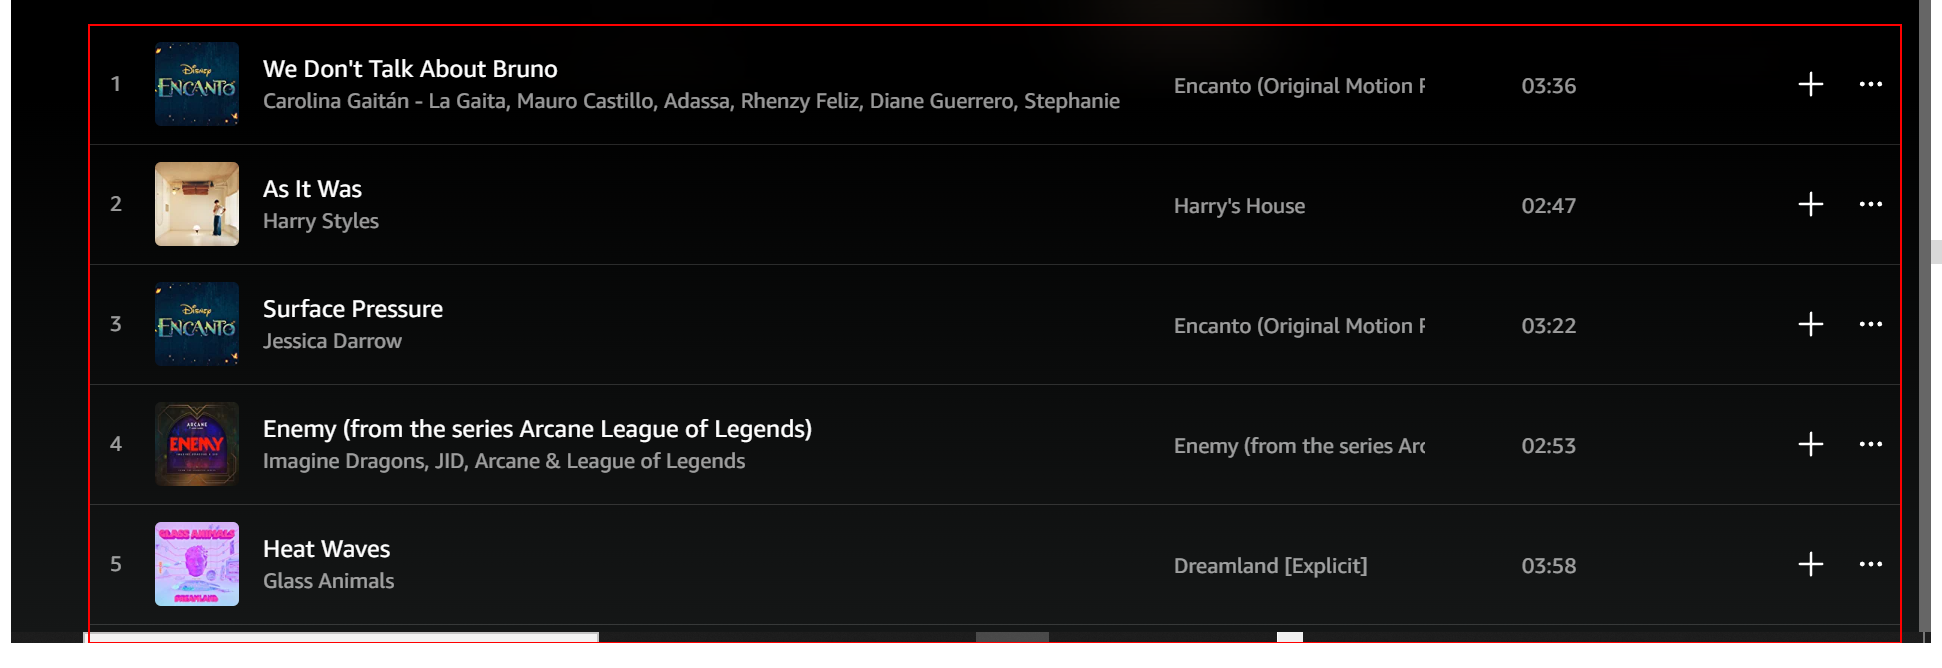 1
Disney
ENCANTO
We Don't Talk About Bruno
Carolina Gaitán - La Gaita, Mauro Castillo, Adassa, Rhenzy Feliz, Diane Guerrero, Stephanie
Encanto (Original Motion P
03:36
2
As It Was
Harry Styles
Harry's House
02:47
3
Disney
ENCANTO
Surface Pressure
Jessica Darrow
Encanto (Original Motion P
03:22
4
ARCANE
ENEMY
Enemy (from the series Arcane League of Legends)
Imagine Dragons, JID, Arcane & League of Legends
Enemy (from the series Arc
02:53
5
GLASS ANIMALS
DREAMLAND
Heat Waves
Glass Animals
Dreamland [Explicit]
03:58